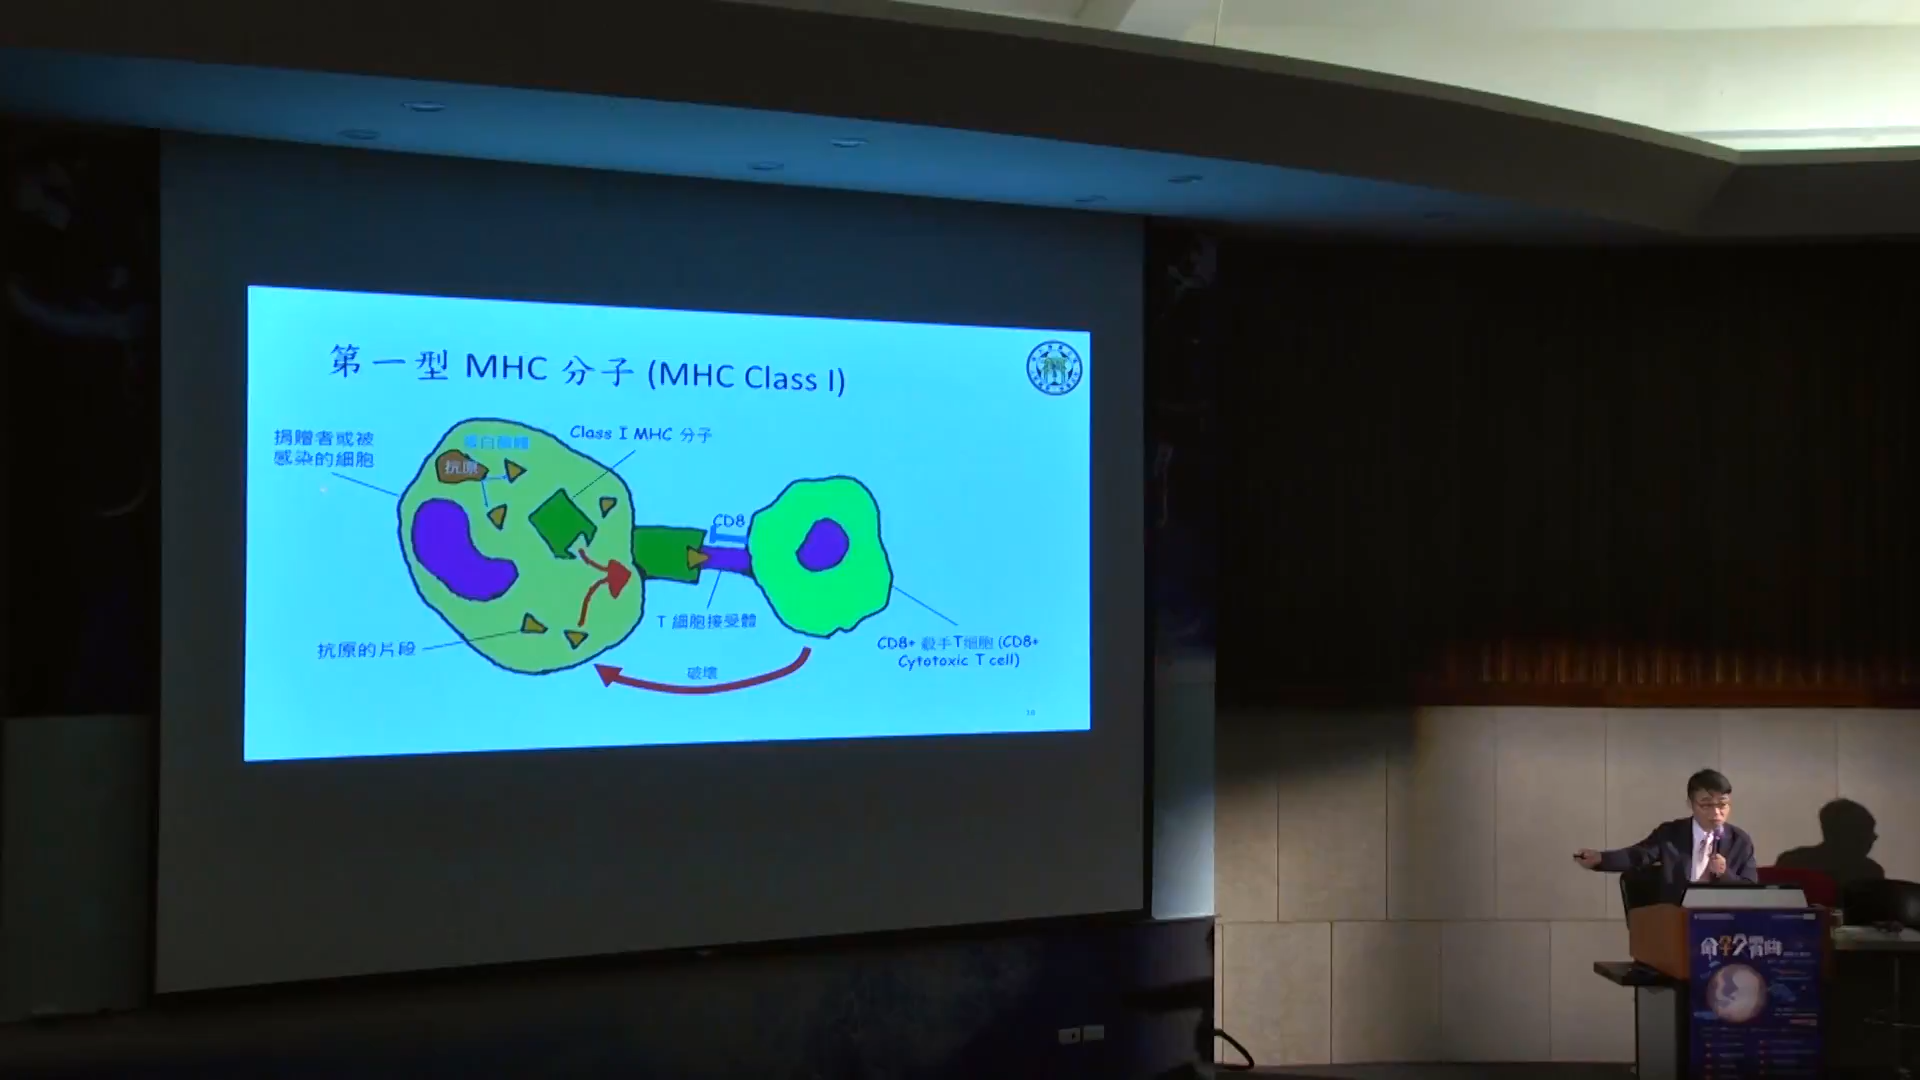 第一型 MHC 分子 (MHC Class I)
捐贈者或被
感染的細胞
蛋白酶體
抗原
Class I MHC 分子
CD8
T 細胞接受體
抗原的片段
破壞
CD8+ 殺手T細胞 (CD8+
Cytotoxic T cell)